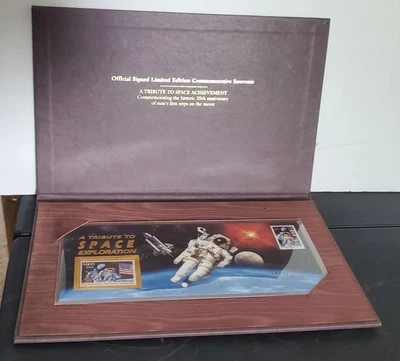 Official Signed Limited Edition Commemorative Souvenir
A TRIBUTE TO SPACE ACHIEVEMENT
Commemorating the historic 25th anniversary
of man's first steps on the moon
A TRIBUTE TO
SPACE
EXPLORATION